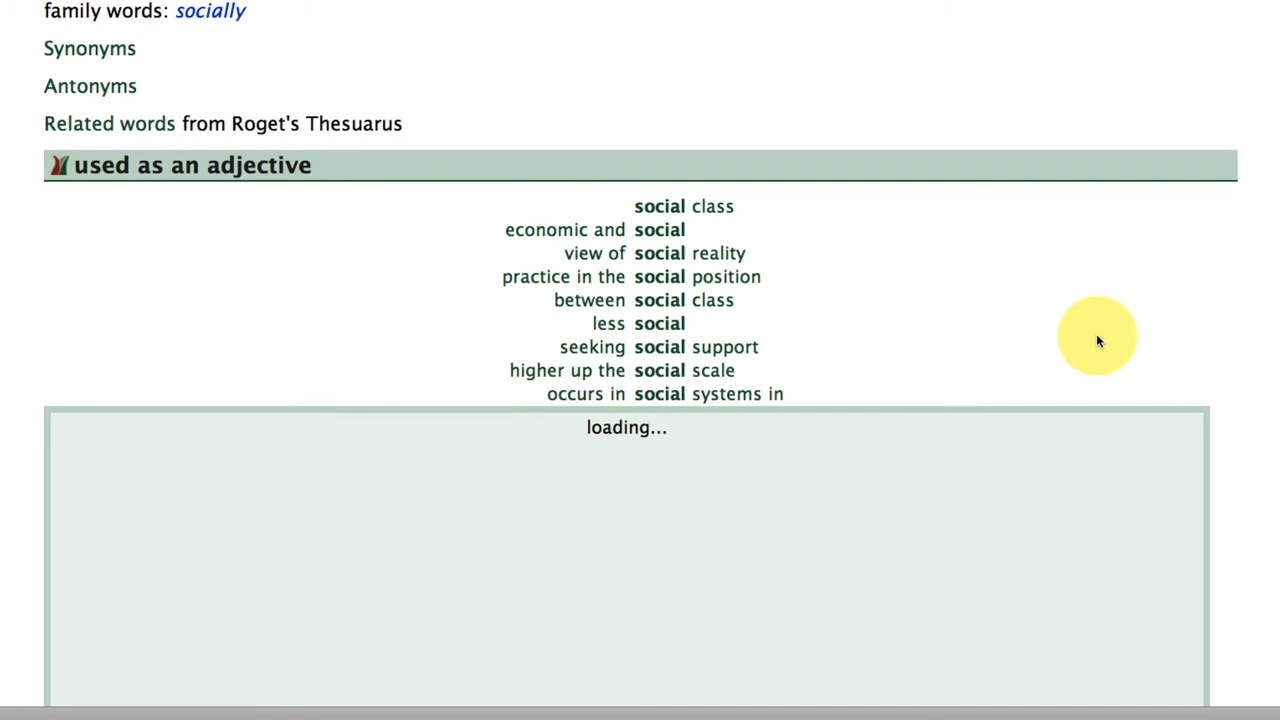 family words: socially
Synonyms
Antonyms
Related words from Roget's Thesuarus
used as an adjective
social class
economic and social
view of social reality
practice in the social position
between social class
less social
seeking social support
higher up the social scale
occurs in social systems in
loading...